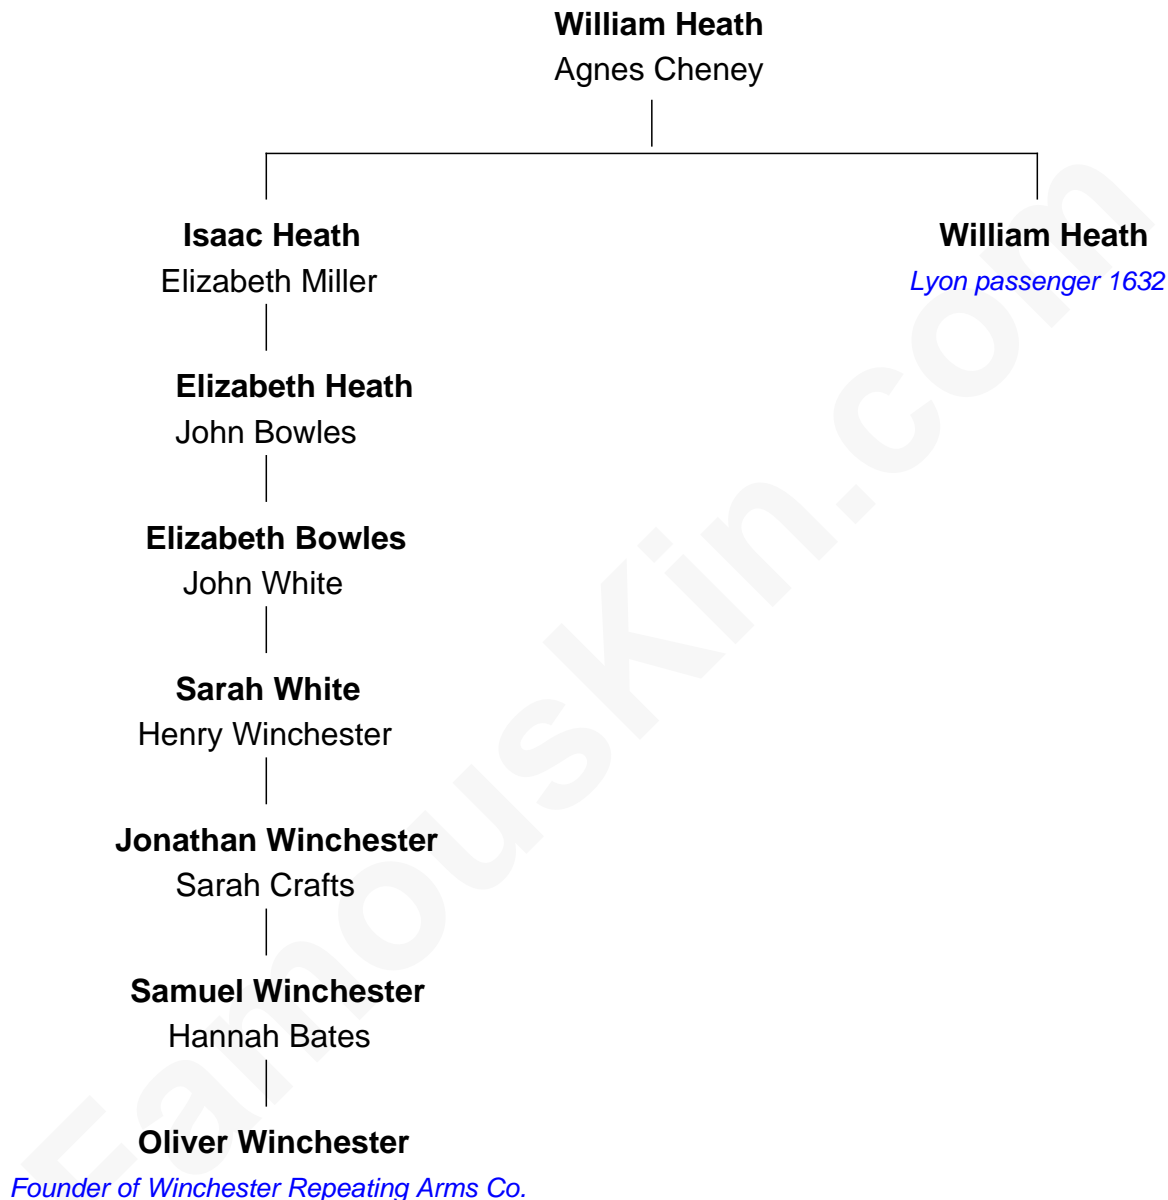 William Heath
Agnes Cheney
Isaac Heath
William Heath
Elizabeth Miller
Lyon passenger 1632
Elizabeth Heath
John Bowles
Elizabeth Bowles
John White
Sarah White
Henry Winchester
Jonathan Winchester
Sarah Crafts
Samuel Winchester
Hannah Bates
Oliver Winchester
Founder of Winchester Repeating Arms Co.
FamousKin.com